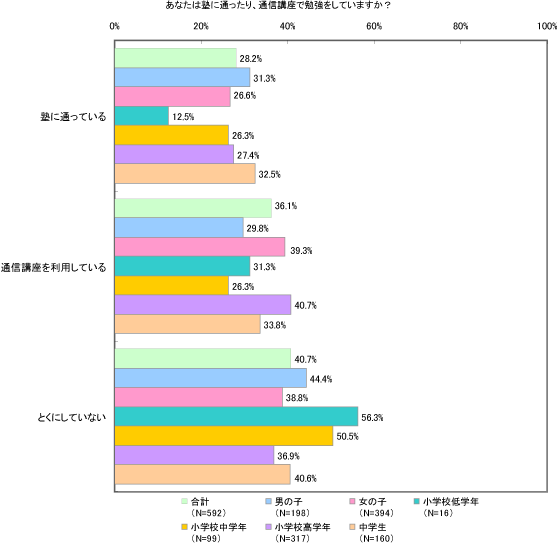 あなたは塾に通ったり、通信講座で勉強をしていますか？
0% 20% 40% 60% 80% 100%
塾に通っている
28.2%
31.3%
26.6%
12.5%
26.3%
27.4%
32.5%
通信講座を利用している
36.1%
29.8%
39.3%
31.3%
26.3%
40.7%
33.8%
とくにしていない
40.7%
44.4%
38.8%
56.3%
50.5%
36.9%
40.6%
合計 男の子 女の子 小学校低学年
（N=592） （N=198） （N=394） （N=16）
小学校中学年 小学校高学年 中学生
（N=99） （N=317） （N=160）